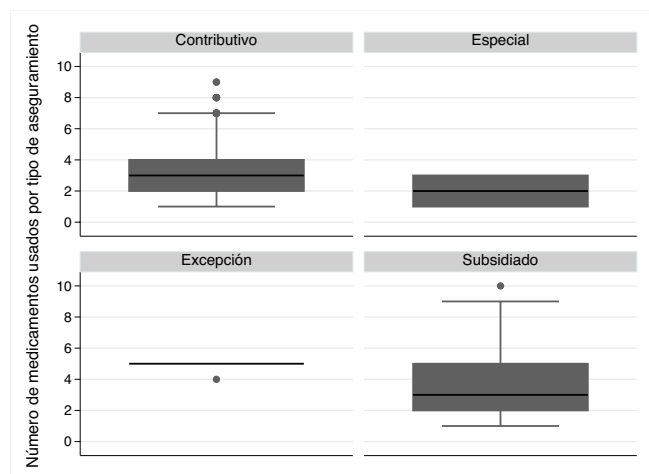 Número de medicamentos usados por tipo de aseguramiento
Contributivo
Especial
10
8
6
4
2
0
Excepción
Subsidiado
10
8
6
4
2
0